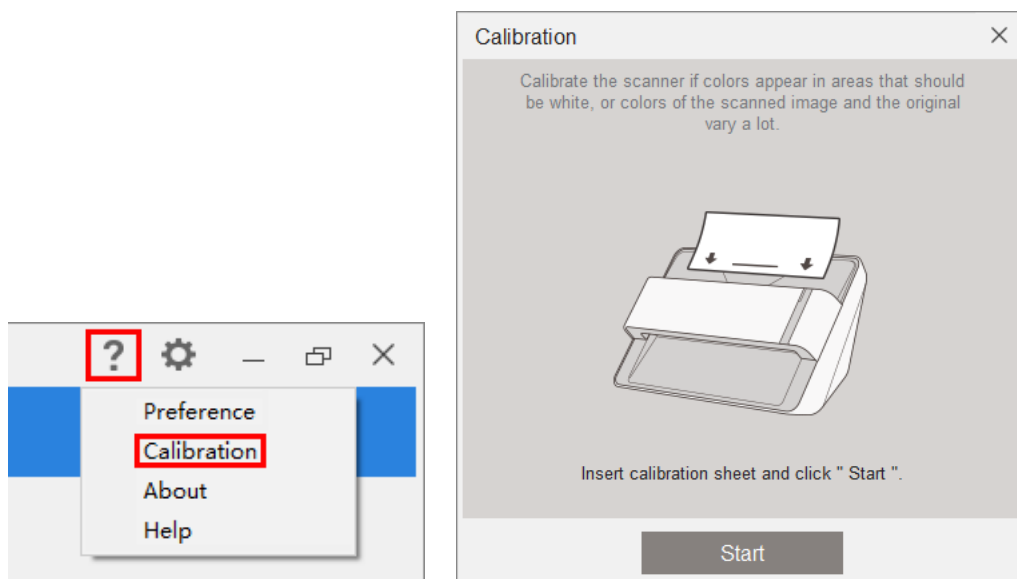 ?
Preference
Calibration
About
Help
Calibration
Calibrate the scanner if colors appear in areas that should
be white, or colors of the scanned image and the original
vary a lot.
Insert calibration sheet and click " Start ".
Start